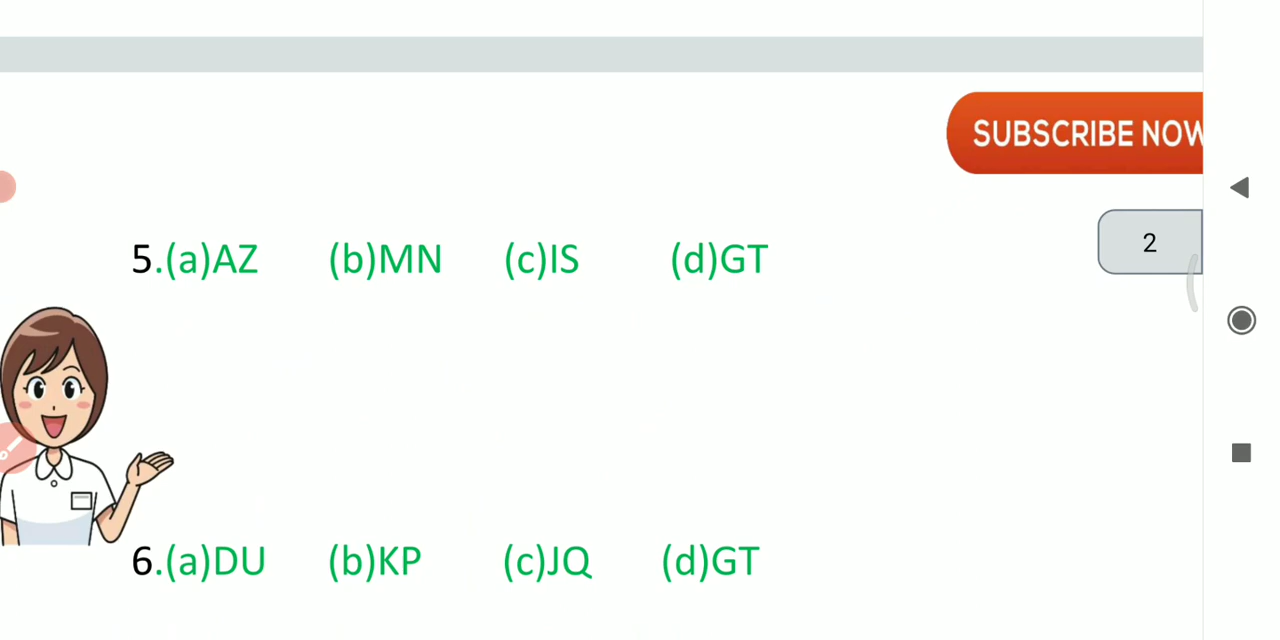 SUBSCRIBE NOW
2
5.(a)AZ (b)MN (c)IS (d)GT
6.(a)DU (b)KP (c)JQ (d)GT